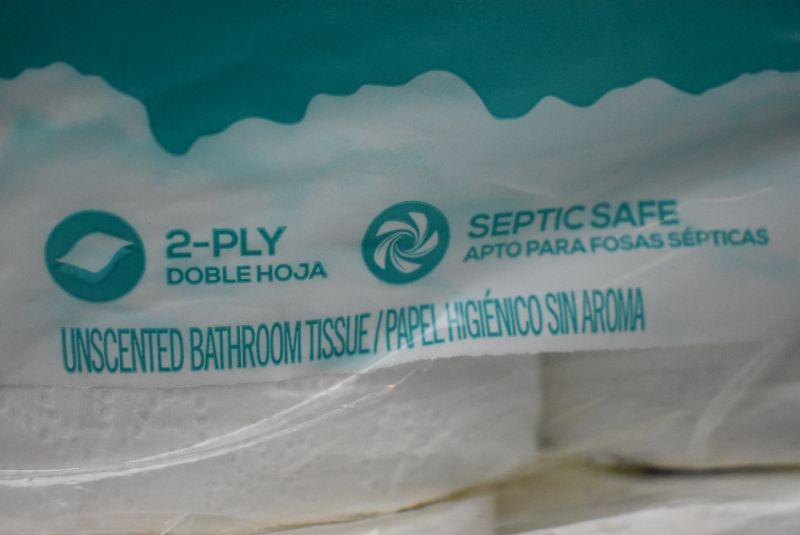 2-PLY
DOBLE HOJA
SEPTIC SAFE
APTO PARA FOSAS SÉPTICAS
UNSCENTED BATHROOM TISSUE / PAPEL HIGIÉNICO SIN AROMA